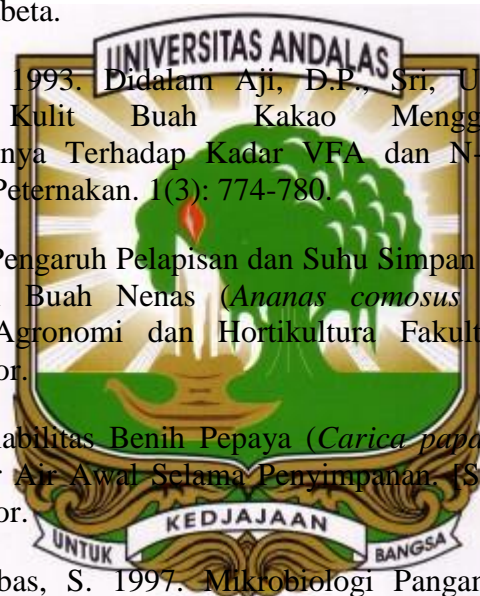 beta.
UNIVERSITAS ANDALAS
1993. Didalam Aji, D.P., Sri, U
Kulit Buah Kakao Mengg
nya Terhadap Kadar VFA dan N-
Peternakan. 1(3): 774-780.
Pengaruh Pelapisan dan Suhu Simpan
Buah Nenas (Ananas comosus
Agronomi dan Hortikultura Fakult
or.
abilitas Benih Pepaya (Carica papa
Air Awal Selama Penyimpanan. [S
or.
UNTUK KEDJAJAAN BANGSA
bas, S. 1997. Mikrobiologi Pangan